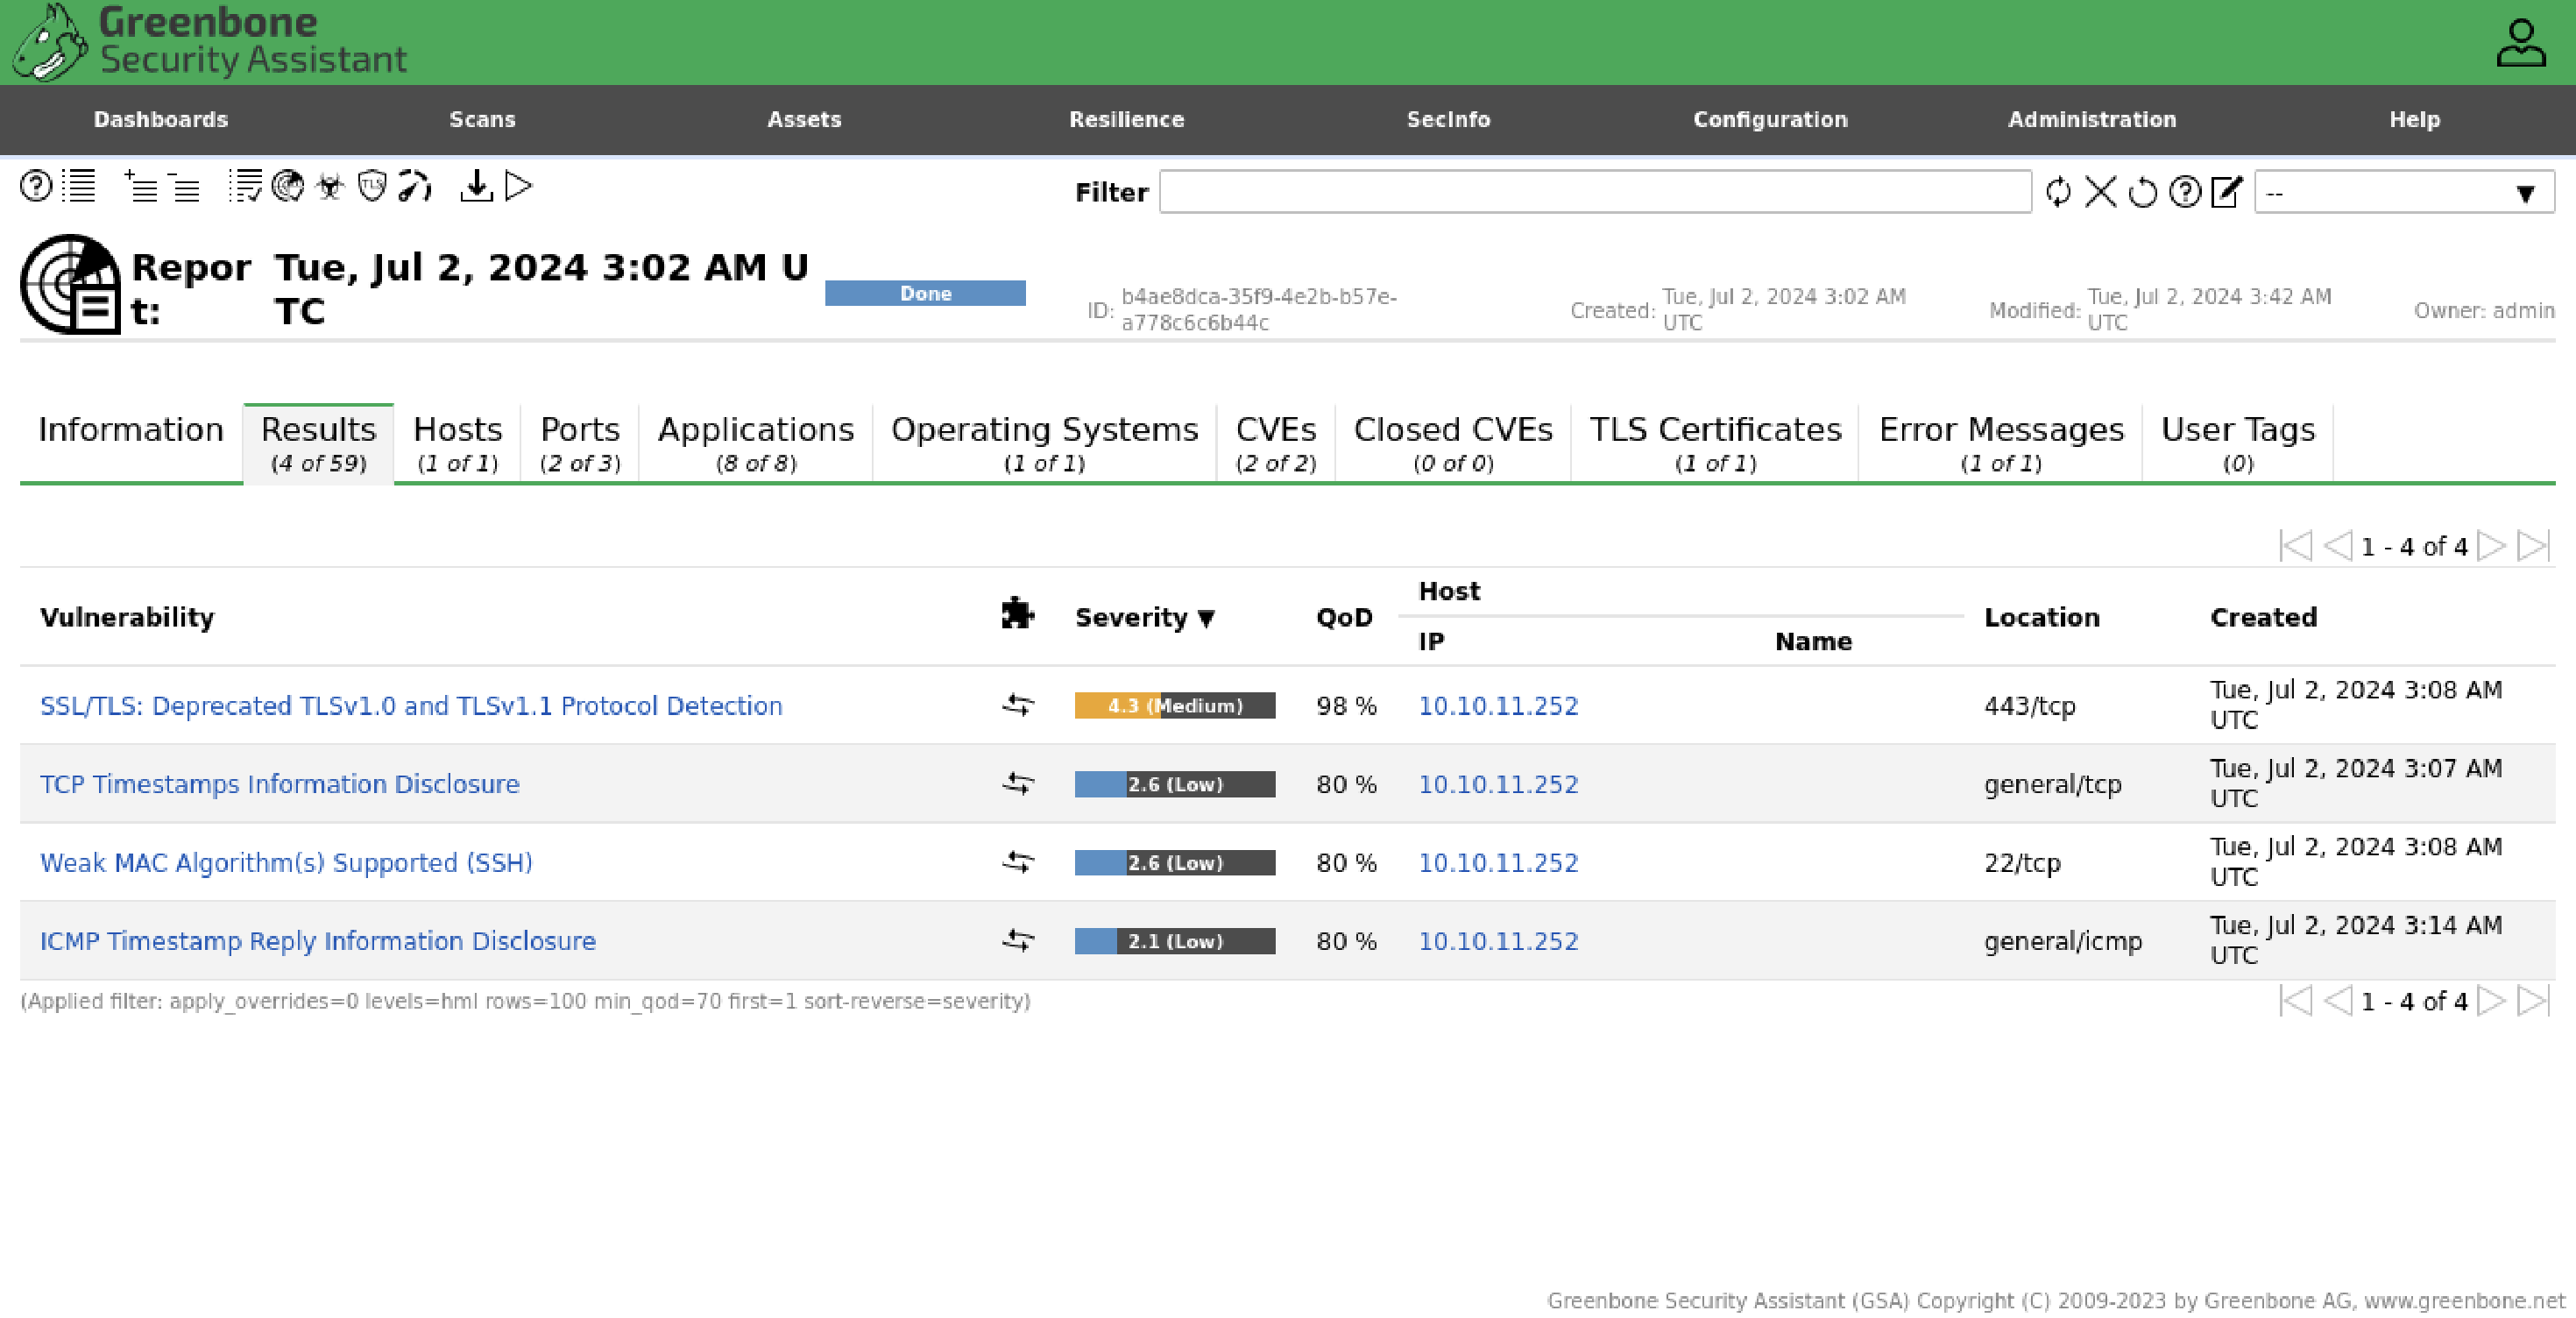 Greenbone
Security Assistant
Dashboards Scans Assets Resilience SecInfo Configuration Administration Help
TLS
Filter --
Repor Tue, Jul 2, 2024 3:02 AM U
t: TC
Done
ID: b4ae8dca-35f9-4e2b-b57e-
a778c6c6b44c
Created: Tue, Jul 2, 2024 3:02 AM
UTC
Modified: Tue, Jul 2, 2024 3:42 AM
UTC
Owner: admin
Information Results Hosts Ports Applications Operating Systems CVEs Closed CVEs TLS Certificates Error Messages User Tags
(4 of 59) (1 of 1) (2 of 3) (8 of 8) (1 of 1) (2 of 2) (0 of 0) (1 of 1) (1 of 1) (0)
1 - 4 of 4
Host
Vulnerability Severity ▼ QoD Location Created
IP Name
SSL/TLS: Deprecated TLSv1.0 and TLSv1.1 Protocol Detection 4.3 (Medium) 98 % 10.10.11.252 443/tcp Tue, Jul 2, 2024 3:08 AM
UTC
TCP Timestamps Information Disclosure 2.6 (Low) 80 % 10.10.11.252 general/tcp Tue, Jul 2, 2024 3:07 AM
UTC
Weak MAC Algorithm(s) Supported (SSH) 2.6 (Low) 80 % 10.10.11.252 22/tcp Tue, Jul 2, 2024 3:08 AM
UTC
ICMP Timestamp Reply Information Disclosure 2.1 (Low) 80 % 10.10.11.252 general/icmp Tue, Jul 2, 2024 3:14 AM
UTC
(Applied filter: apply_overrides=0 levels=hml rows=100 min_qod=70 first=1 sort-reverse=severity) 1 - 4 of 4
Greenbone Security Assistant (GSA) Copyright (C) 2009-2023 by Greenbone AG, www.greenbone.net